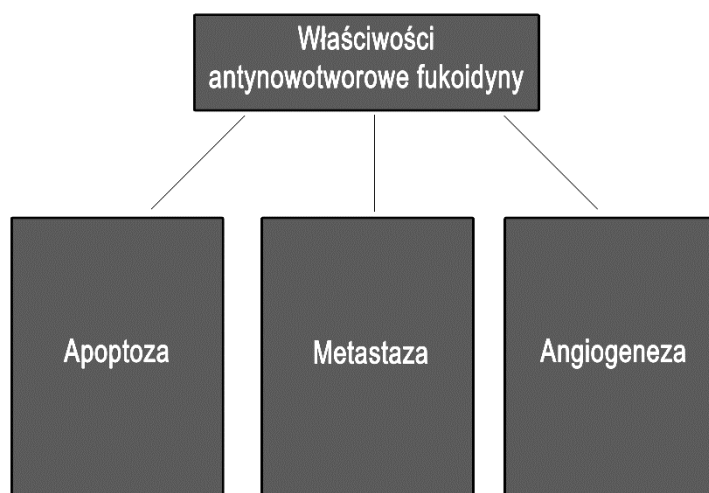 Właściwości
antynowotworowe fukoidyny
Apoptoza
Metastaza
Angiogeneza